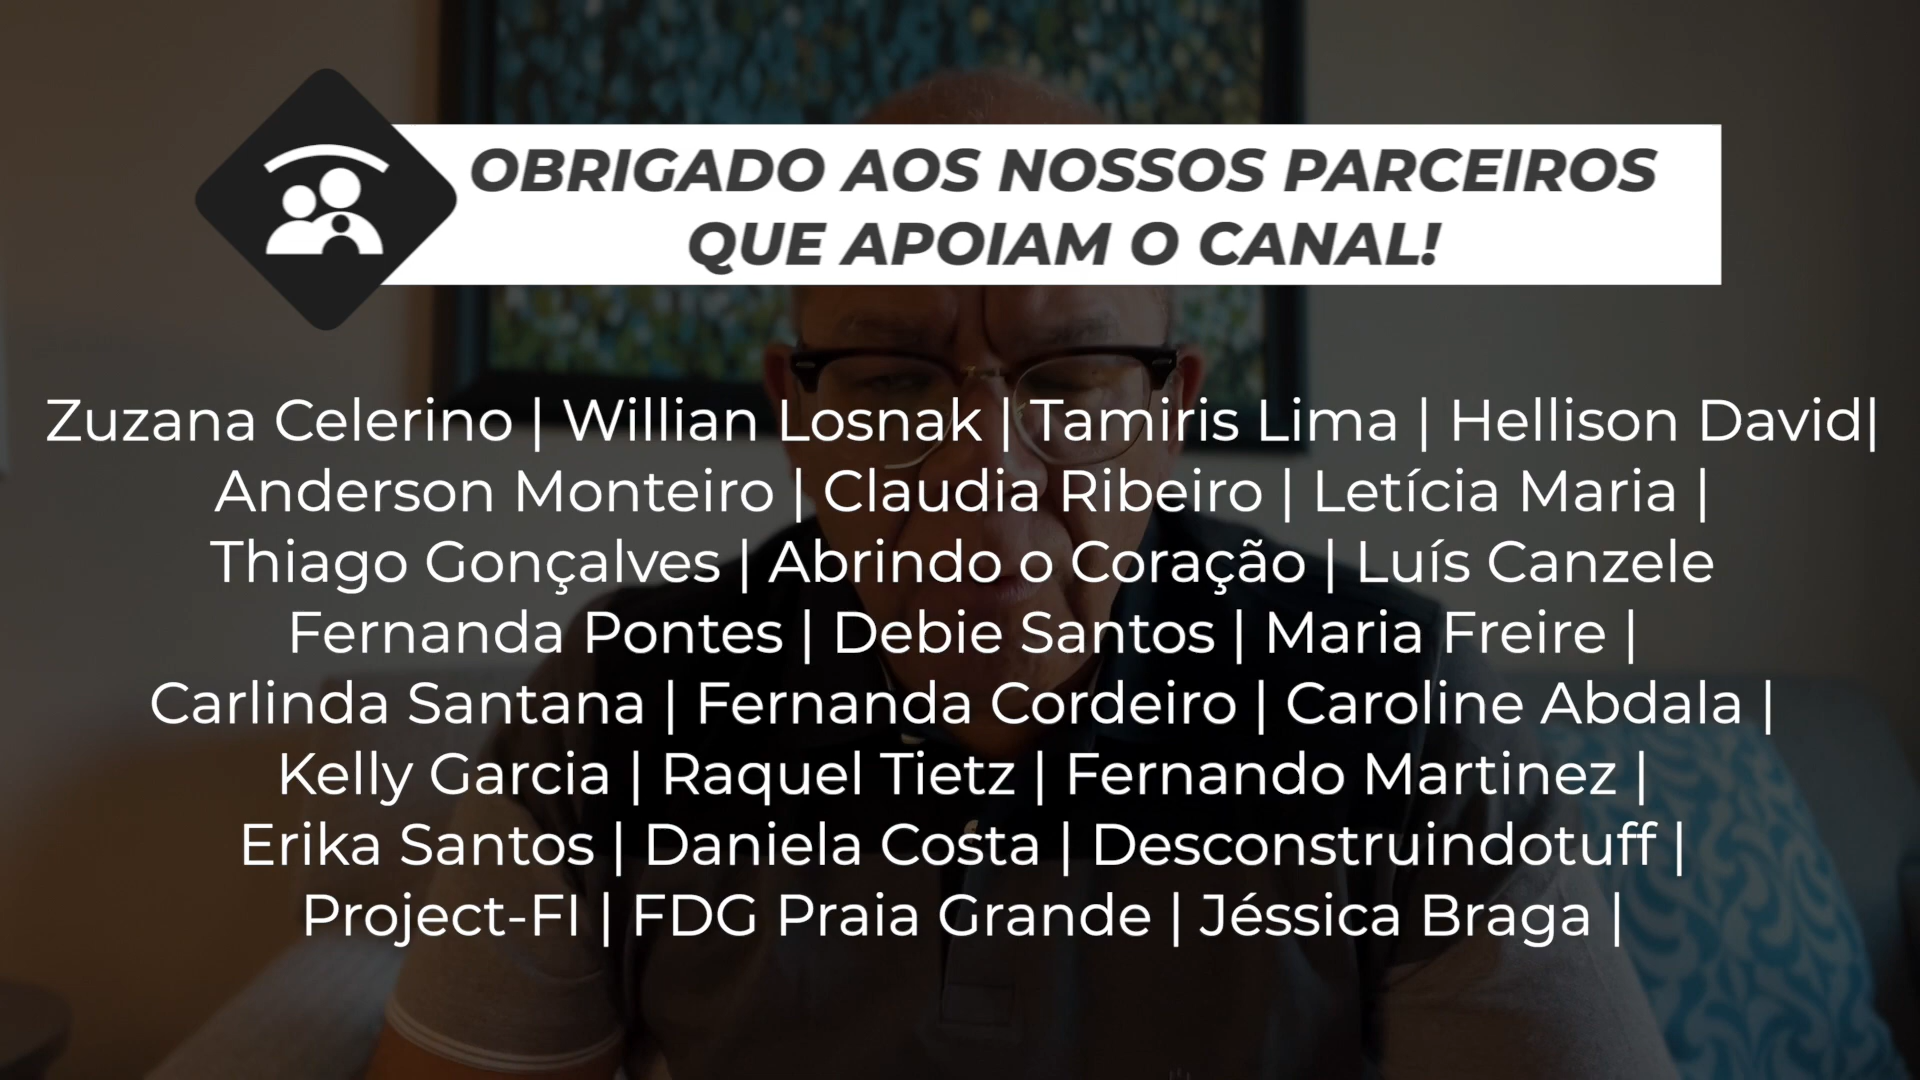 OBRIGADO AOS NOSSOS PARCEIROS
QUE APOIAM O CANAL!
Zuzana Celerino | Willian Losnak | Tamiris Lima | Hellison David|
Anderson Monteiro | Claudia Ribeiro | Letícia Maria |
Thiago Gonçalves | Abrindo o Coração | Luís Canzele
Fernanda Pontes | Debie Santos | Maria Freire |
Carlinda Santana | Fernanda Cordeiro | Caroline Abdala |
Kelly Garcia | Raquel Tietz | Fernando Martinez |
Erika Santos | Daniela Costa | Desconstruindotuff |
Project-FI | FDG Praia Grande | Jéssica Braga |